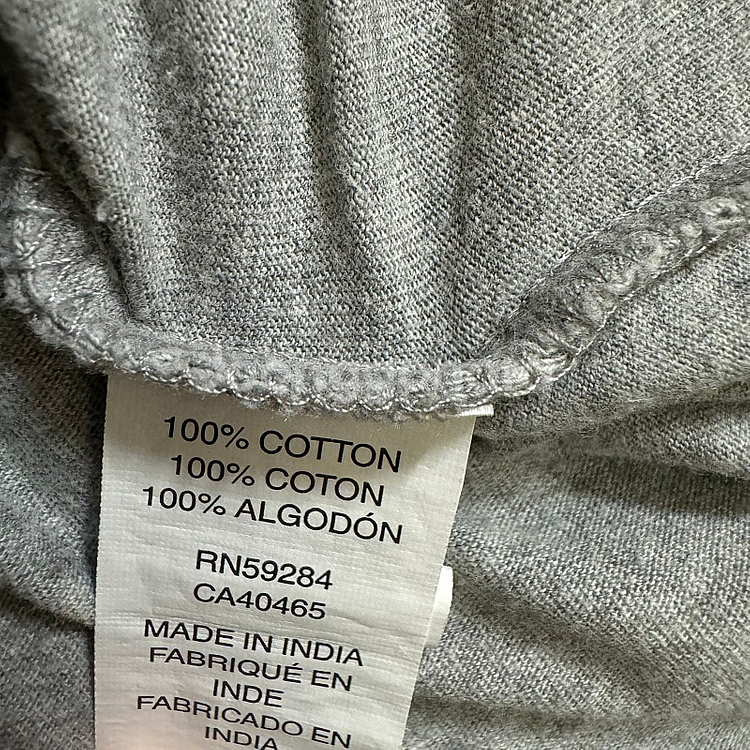 100% COTTON
100% COTON
100% ALGODÓN
RN59284
CA40465
MADE IN INDIA
FABRIQUÉ EN
INDE
FABRICADO EN
INDIA